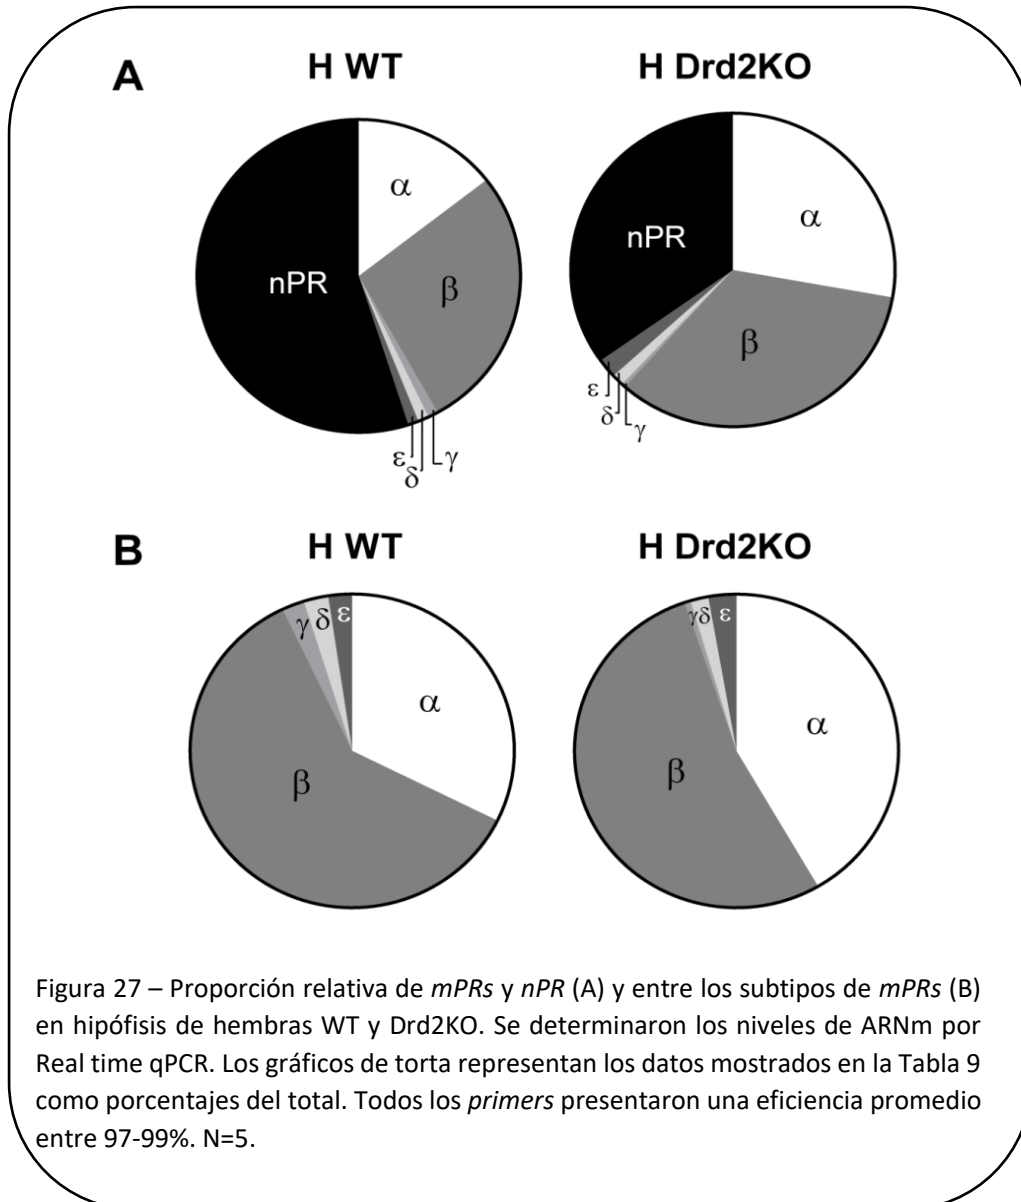 A
H WT
H Drd2KO
α
β
nPR
ε
δ
γ
α
β
nPR
ε
δ
γ
B
H WT
H Drd2KO
γ
δ
ε
α
β
γδ
ε
α
β
Figura 27 – Proporción relativa de mPRs y nPR (A) y entre los subtipos de mPRs (B)
en hipófisis de hembras WT y Drd2KO. Se determinaron los niveles de ARNm por
Real time qPCR. Los gráficos de torta representan los datos mostrados en la Tabla 9
como porcentajes del total. Todos los primers presentaron una eficiencia promedio
entre 97-99%. N=5.